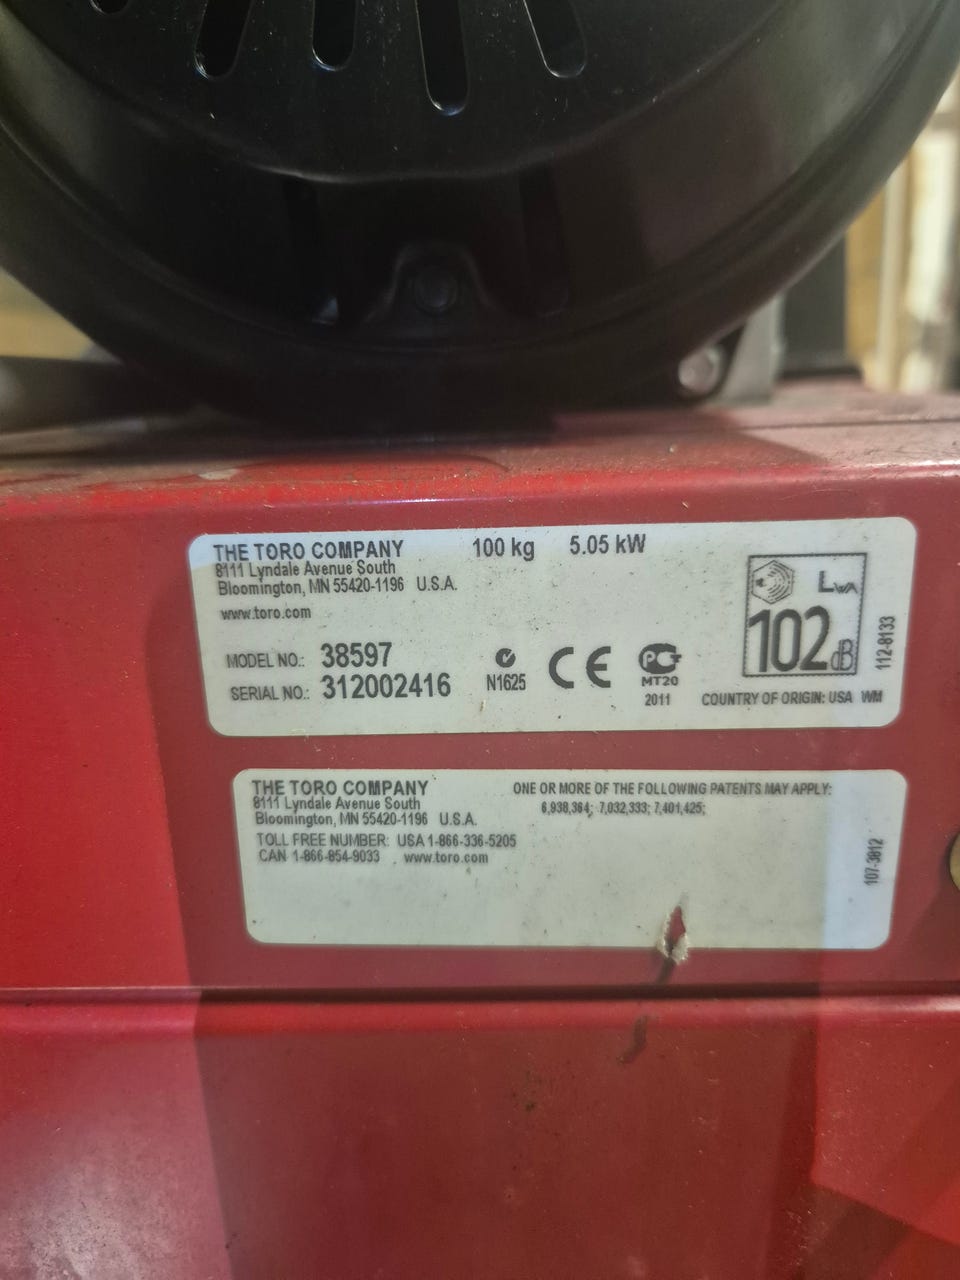 THE TORO COMPANY 100 kg 5.05 kW
8111 Lyndale Avenue South
Bloomington, MN 55420-1196 U.S.A.
www.toro.com
LWA
102 dB
MODEL NO.: 38597
SERIAL NO.: 312002416
N1625
CE
PCT
MT20
2011
COUNTRY OF ORIGIN: USA WM
112-8133
THE TORO COMPANY
8111 Lyndale Avenue South
Bloomington, MN 55420-1196 U.S.A.
TOLL FREE NUMBER: USA 1-866-336-5205
CAN 1-866-854-9033 www.toro.com
ONE OR MORE OF THE FOLLOWING PATENTS MAY APPLY:
6,938,364; 7,032,333; 7,401,425;
107-3812